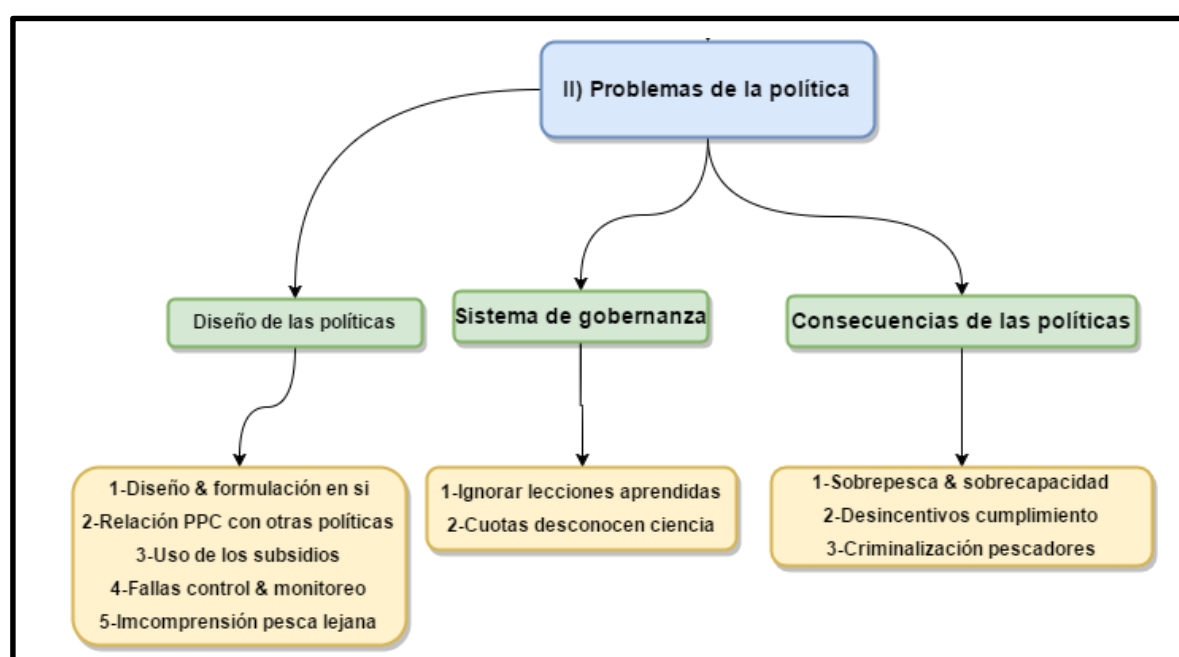 II) Problemas de la política
Diseño de las políticas
Sistema de gobernanza
Consecuencias de las políticas
1-Diseño & formulación en si
2-Relación PPC con otras políticas
3-Uso de los subsidios
4-Fallas control & monitoreo
5-Imcomprensión pesca lejana
1-Ignorar lecciones aprendidas
2-Cuotas desconocen ciencia
1-Sobrepesca & sobrecapacidad
2-Desincentivos cumplimiento
3-Criminalización pescadores